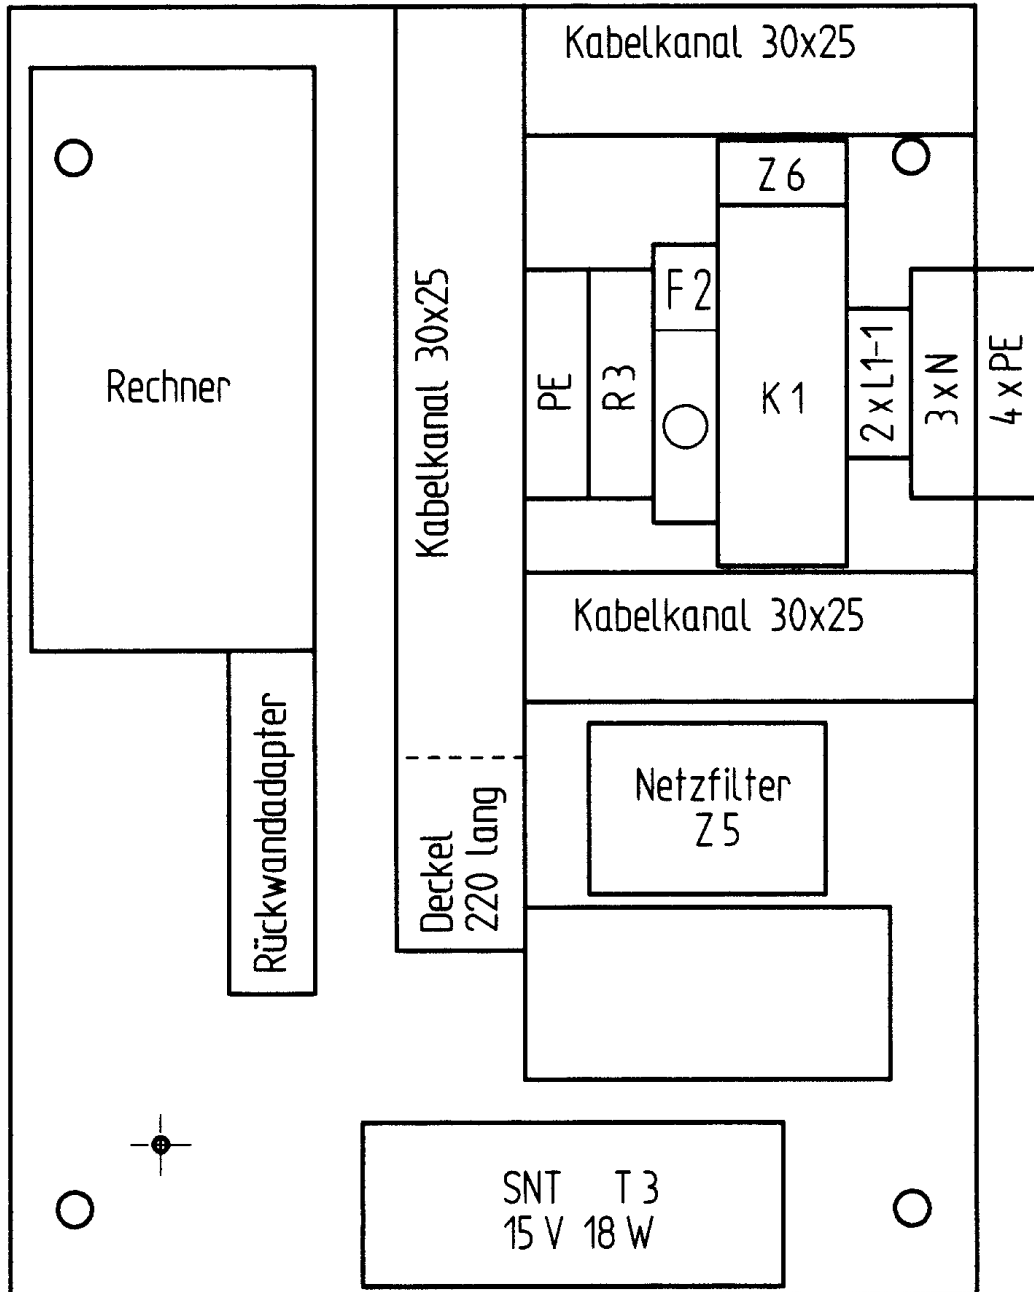 Kabelkanal 30x25
Z 6
F 2
Kabelkanal 30x25
PE
R 3
K 1
2 x L1-1
3 x N
4 x PE
Rechner
Kabelkanal 30x25
Rückwandadapter
Deckel
220 lang
Netzfilter
Z 5
SNT T 3
15 V 18 W